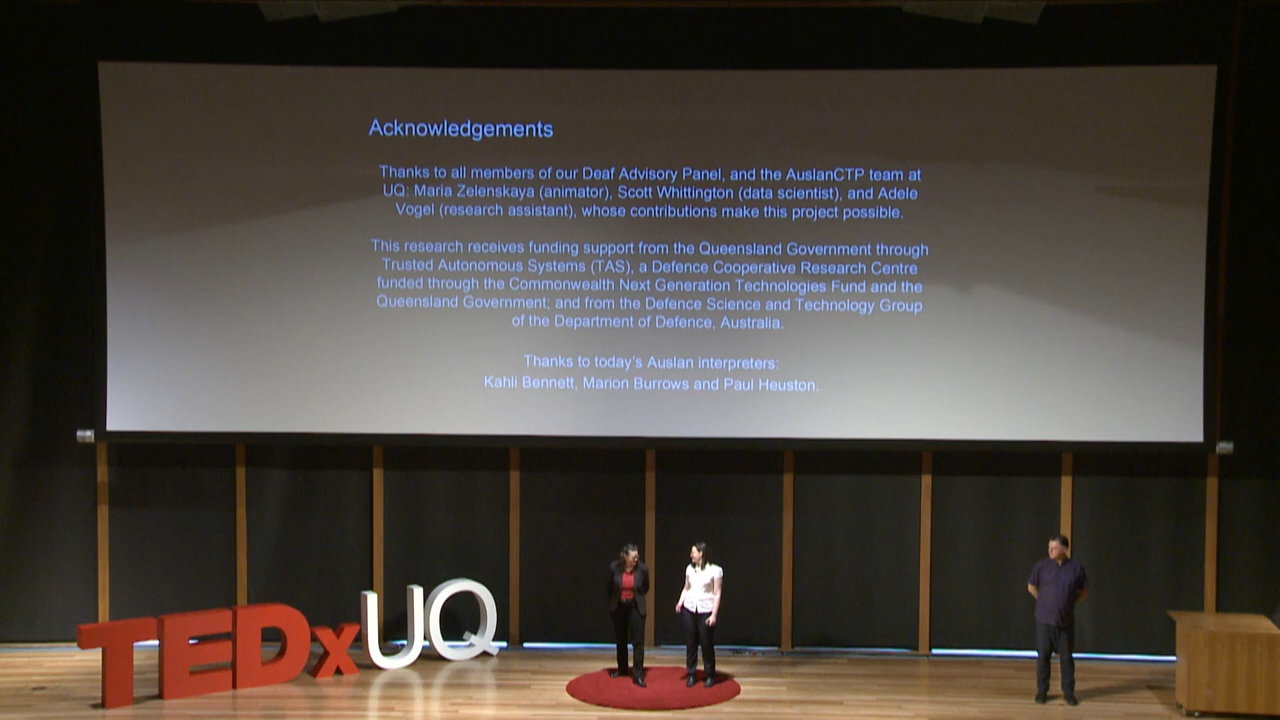 Acknowledgements
Thanks to all members of our Deaf Advisory Panel, and the AuslanCTP team at
UQ: Maria Zelenskaya (animator), Scott Whittington (data scientist), and Adele
Vogel (research assistant), whose contributions make this project possible.
This research receives funding support from the Queensland Government through
Trusted Autonomous Systems (TAS), a Defence Cooperative Research Centre
funded through the Commonwealth Next Generation Technologies Fund and the
Queensland Government; and from the Defence Science and Technology Group
of the Department of Defence, Australia.
Thanks to today's Auslan interpreters:
Kahli Bennett, Marion Burrows and Paul Heuston.
TEDxUQ